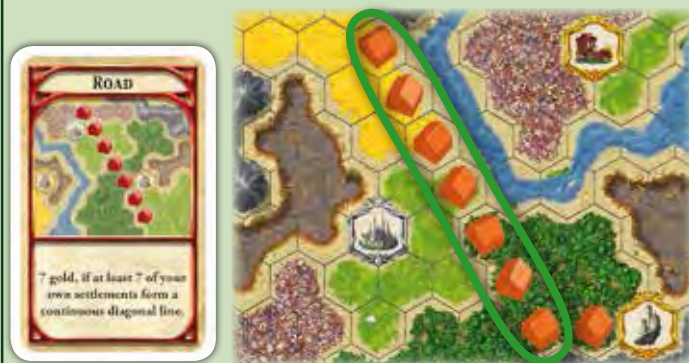 ROAD
7 gold, if at least 7 of your
own settlements form a
continuous diagonal line.